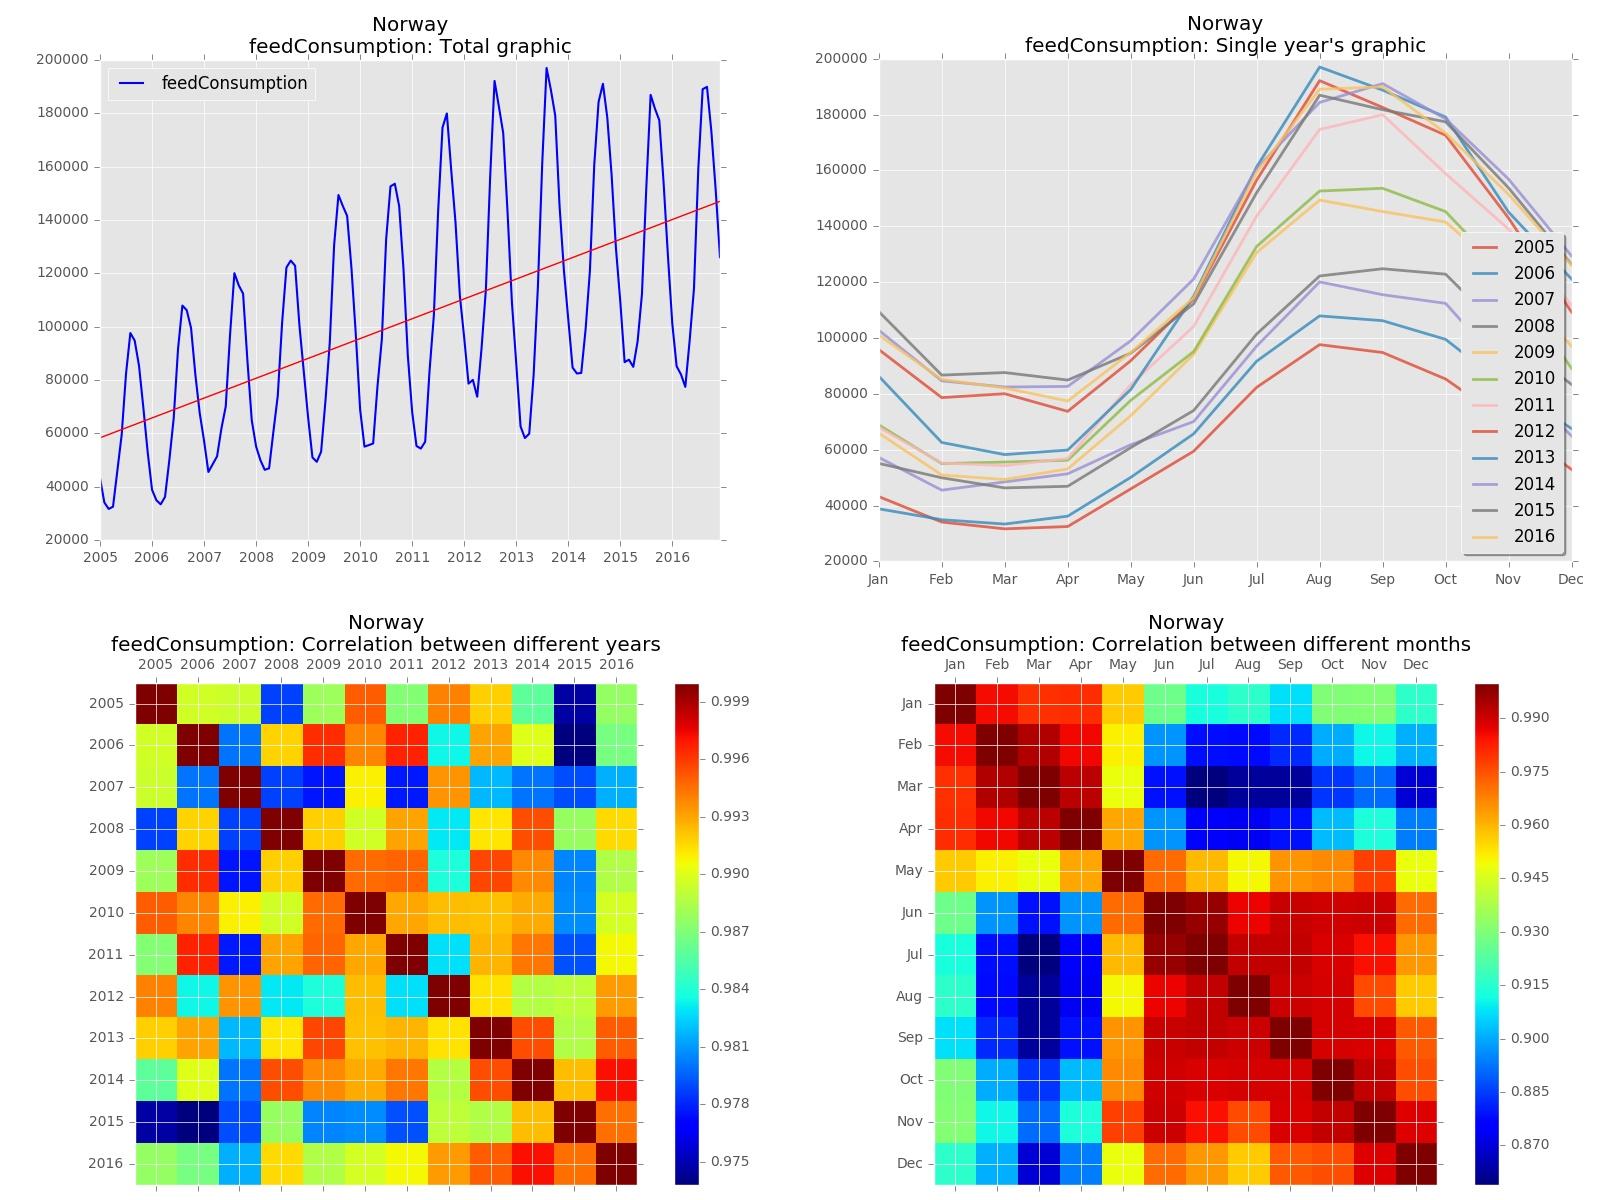 Norway
feedConsumption: Total graphic
200000
180000
160000
140000
120000
100000
80000
60000
40000
20000
feedConsumption
2005 2006 2007 2008 2009 2010 2011 2012 2013 2014 2015 2016
Norway
feedConsumption: Single year's graphic
200000
180000
160000
140000
120000
100000
80000
60000
40000
20000
2005
2006
2007
2008
2009
2010
2011
2012
2013
2014
2015
2016
Jan Feb Mar Apr May Jun Jul Aug Sep Oct Nov Dec
Norway
feedConsumption: Correlation between different years
2005 2006 2007 2008 2009 2010 2011 2012 2013 2014 2015 2016
2005
2006
2007
2008
2009
2010
2011
2012
2013
2014
2015
2016
0.999
0.996
0.993
0.990
0.987
0.984
0.981
0.978
0.975
Norway
feedConsumption: Correlation between different months
Jan Feb Mar Apr May Jun Jul Aug Sep Oct Nov Dec
Jan
Feb
Mar
Apr
May
Jun
Jul
Aug
Sep
Oct
Nov
Dec
0.990
0.975
0.960
0.945
0.930
0.915
0.900
0.885
0.870